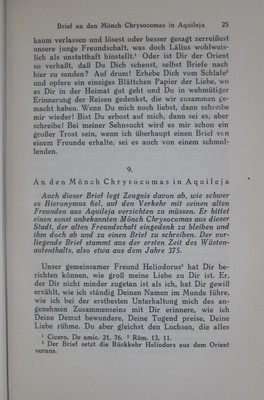 Brief an den Mönch Chrysocomas in Aquileja 25
kaum verlassen und lösest oder besser gesagt zerreißest
unsere junge Freundschaft, was doch Lälius wohlweis-
lich als unstatthaft hinstellt.¹ Oder ist Dir der Orient
so verhaßt, daß Du Dich scheust, selbst Briefe nach
hier zu senden? Auf drum! Erhebe Dich vom Schlafe²
und opfere ein einziges Blättchen Papier der Liebe, wo
es Dir in der Heimat gut geht und Du in wehmütiger
Erinnerung der Reisen gedenkst, die wir zusammen ge-
macht haben. Wenn Du mich noch liebst, dann schreibe
mir wieder! Bist Du erbost auf mich, dann sei es, aber
schreibe! Bei meiner Sehnsucht wird es mir schon ein
großer Trost sein, wenn ich überhaupt einen Brief von
einem Freunde erhalte, sei es auch von einem schmol-
lenden.
9.
An den Mönch Chrysocomas in Aquileja
Auch dieser Brief legt Zeugnis davon ab, wie schwer
es Hieronymus fiel, auf den Verkehr mit seinen alten
Freunden aus Aquileja verzichten zu müssen. Er bittet
einen sonst unbekannten Mönch Chrysocomas aus dieser
Stadt, der alten Freundschaft eingedenk zu bleiben und
ihm doch ab und zu einen Brief zu schreiben. Der vor-
liegende Brief stammt aus der ersten Zeit des Wüsten-
aufenthalts, also etwa aus dem Jahre 375.
Unser gemeinsamer Freund Heliodorus³ hat Dir be-
richten können, wie groß meine Liebe zu Dir ist. Er,
der Dir nicht minder zugetan ist als ich, hat Dir gewiß
erzählt, wie ich ständig Deinen Namen im Munde führe,
wie ich bei der erstbesten Unterhaltung mich des an-
genehmen Zusammenseins mit Dir erinnere, wie ich
Deine Demut bewundere, Deine Tugend preise, Deine
Liebe rühme. Du aber gleichst den Luchsen, die alles
¹ Cicero, De amic. 21, 76. ² Röm. 13, 11.
³ Der Brief setzt die Rückkehr Heliodors aus dem Orient
voraus.